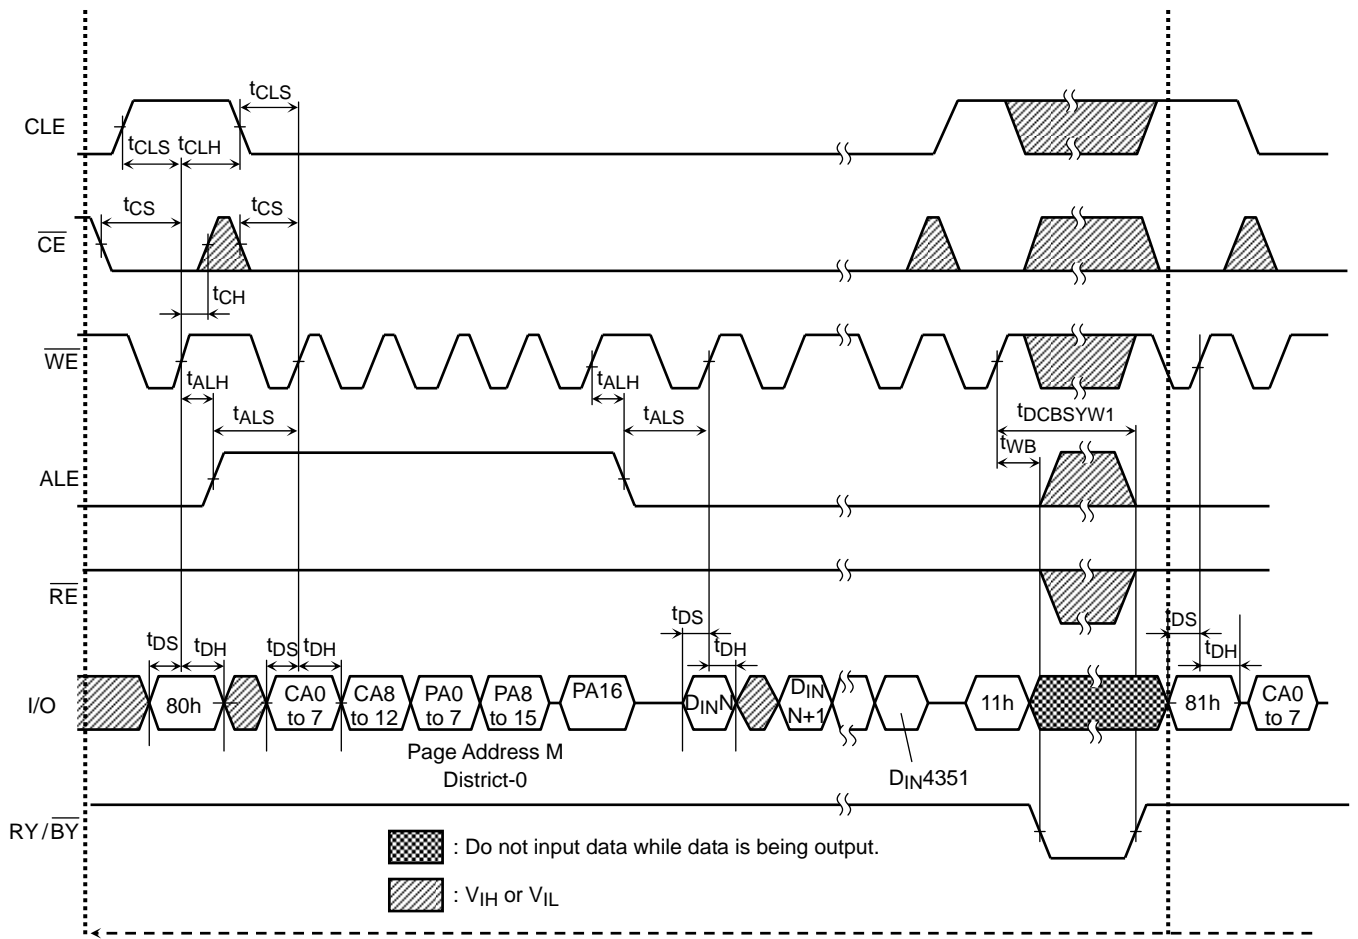 tCLS
CLE
tCLS tCLH
tCS tCS
CE
tCH
WE
tALH tALH
tALS tALS
tDCBSYW1
tWB
ALE
RE
tDS tDH tDS tDH tDS tDH tDS tDH
I/O
80h
CA0 to 7
CA8 to 12
PA0 to 7
PA8 to 15
PA16
DINN
DIN N+1
11h
81h
CA0 to 7
Page Address M
District-0
DIN4351
RY/BY
: Do not input data while data is being output.
: VIH or VIL